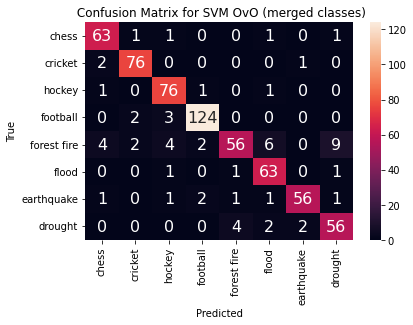 Confusion Matrix for SVM OvO (merged classes)
True
chess 63 1 1 0 0 1 0 1
cricket 2 76 0 0 0 0 1 0
hockey 1 0 76 1 0 1 0 0
football 0 2 3 124 0 0 0 0
forest fire 4 2 4 2 56 6 0 9
flood 0 0 1 0 1 63 0 1
earthquake 1 0 1 2 1 1 56 1
drought 0 0 0 0 4 2 2 56
chess cricket hockey football forest fire flood earthquake drought
Predicted
120
100
80
60
40
20
0